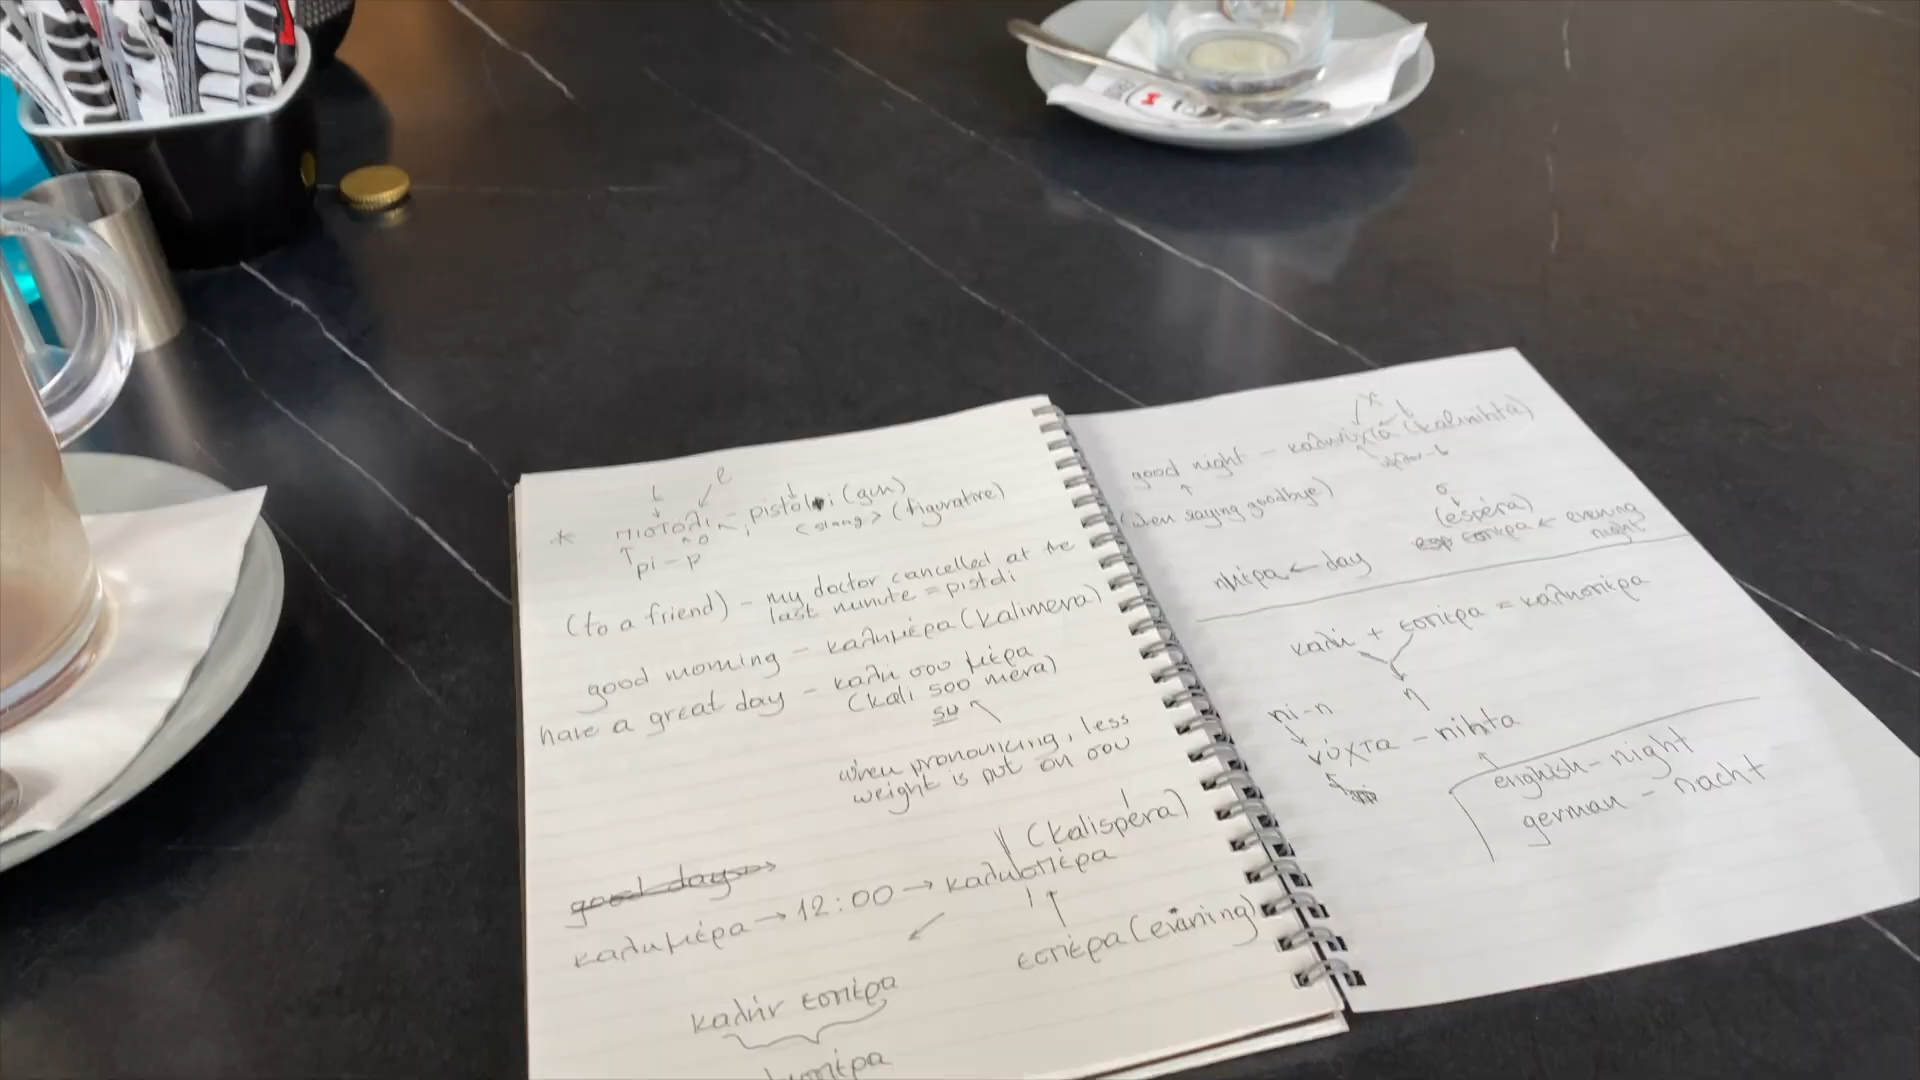 l
* πιστόλι - pistoli (gun)
<slang> (figurative)
pi - p
(to a friend) - my doctor cancelled at the
last minute = pistoli
good morning - καλημέρα (kalimera)
have a great day - καλή σου μέρα
(kali soo mera)
su
when pronouncing, less
weight is put on σου
good day
(kalispéra)
καλημέρα → 12:00 → καλησπέρα
εσπέρα (evening)
καλήν εσπέρα
good night - καληνύχτα (kalinihta)
(when saying goodbye)
σ
(espéra)
ημέρα ← day
εσπέρα ← evening
night
καλή + εσπέρα = καλησπέρα
η
ni - n
νύχτα - nihta
english - night
german - nacht